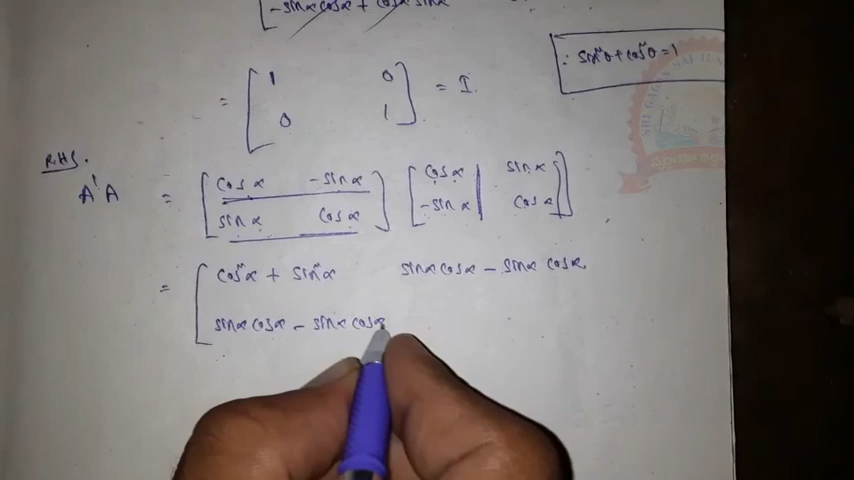 -sinα cosα + cosα sinα
∴ sin²θ + cos²θ = 1
= [ 1 0
0 1 ] = I.
R.H.S.
A'A = [ cosα -sinα ] [ cosα sinα ]
sinα cosα -sinα cosα
= [ cos²α + sin²α sinα cosα - sinα cosα
sinα cosα - sinα cosα